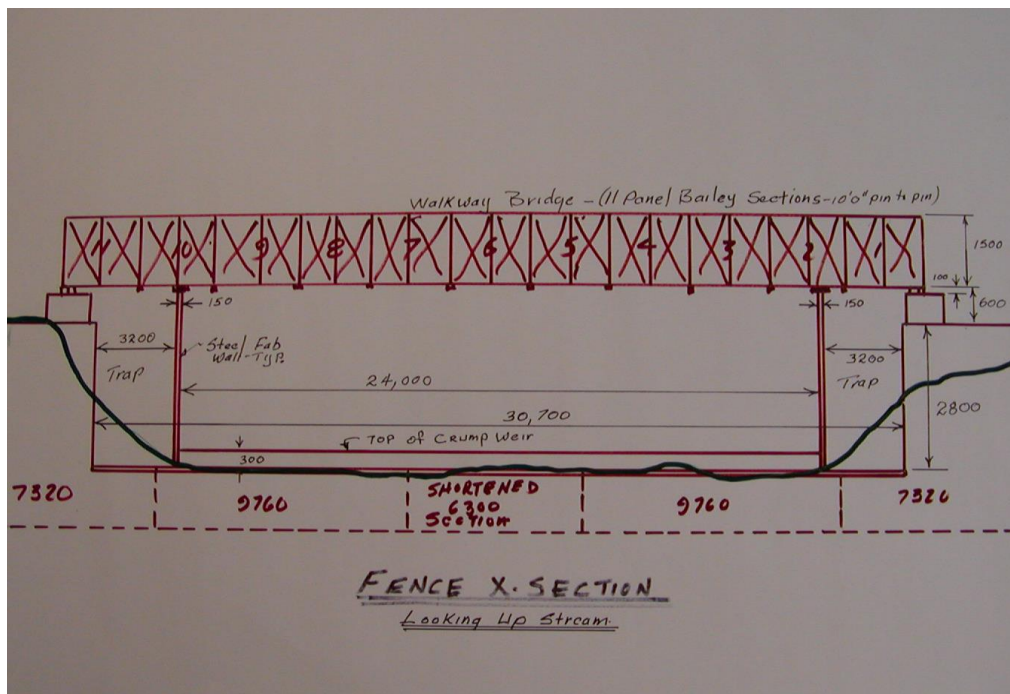 Walkway Bridge - (11 Panel Bailey Sections-10'0" pin to pin)
11 10 9 8 7 6 5 4 3 2 1
1500
100
600
150
150
3200
Trap
Steel Fab
Wall-Typ.
3200
Trap
24,000
30,700
2800
Top of Crump Weir
300
7320
9760
SHORTENED
6300
Section
9760
7320
FENCE X-SECTION
Looking Up Stream.